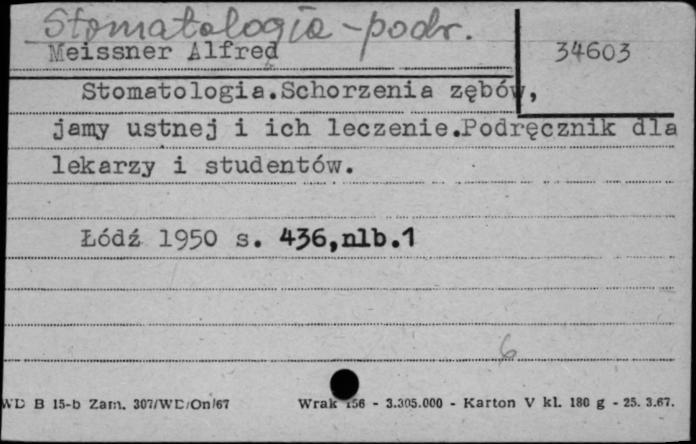 Stomatologia - podr.
Meissner Alfred
34603
Stomatologia.Schorzenia zębów,
jamy ustnej i ich leczenie.Podręcznik dla
lekarzy i studentów.
Łódź 1950 s. 436,nlb.1
6
WD B 15-b Zam. 307/WD/On/67 Wrak 156 - 3.305.000 - Karton V kl. 180 g - 25. 3.67.